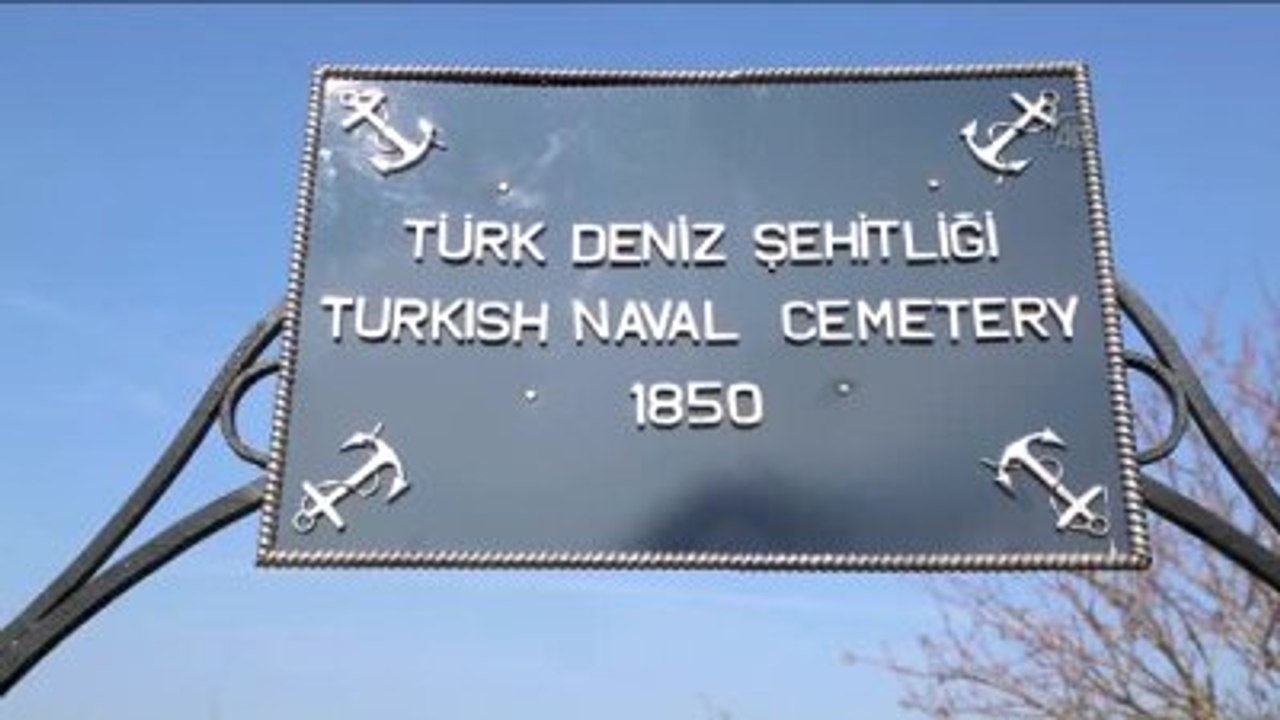 TÜRK DENİZ ŞEHİTLİĞİ
TURKISH NAVAL CEMETERY
1850